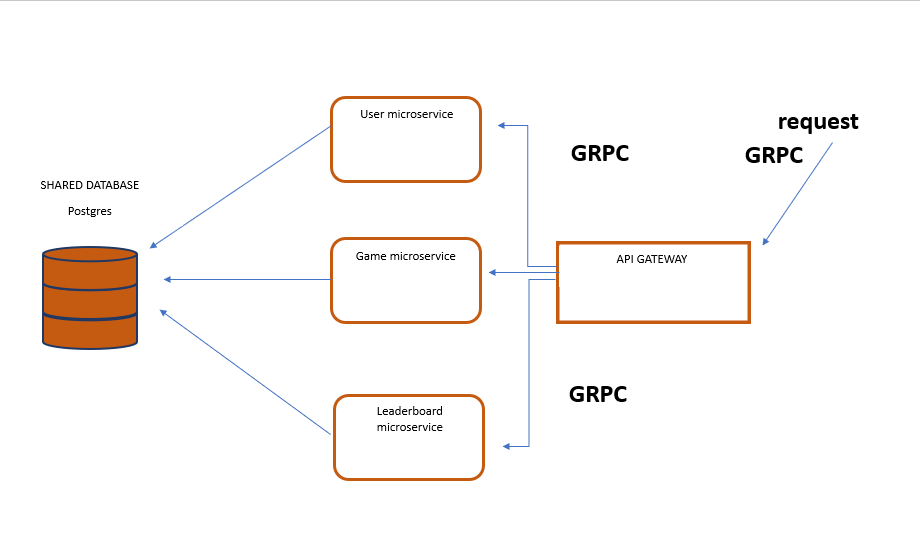 request
GRPC
User microservice
GRPC
SHARED DATABASE
Postgres
Game microservice
API GATEWAY
GRPC
Leaderboard
microservice